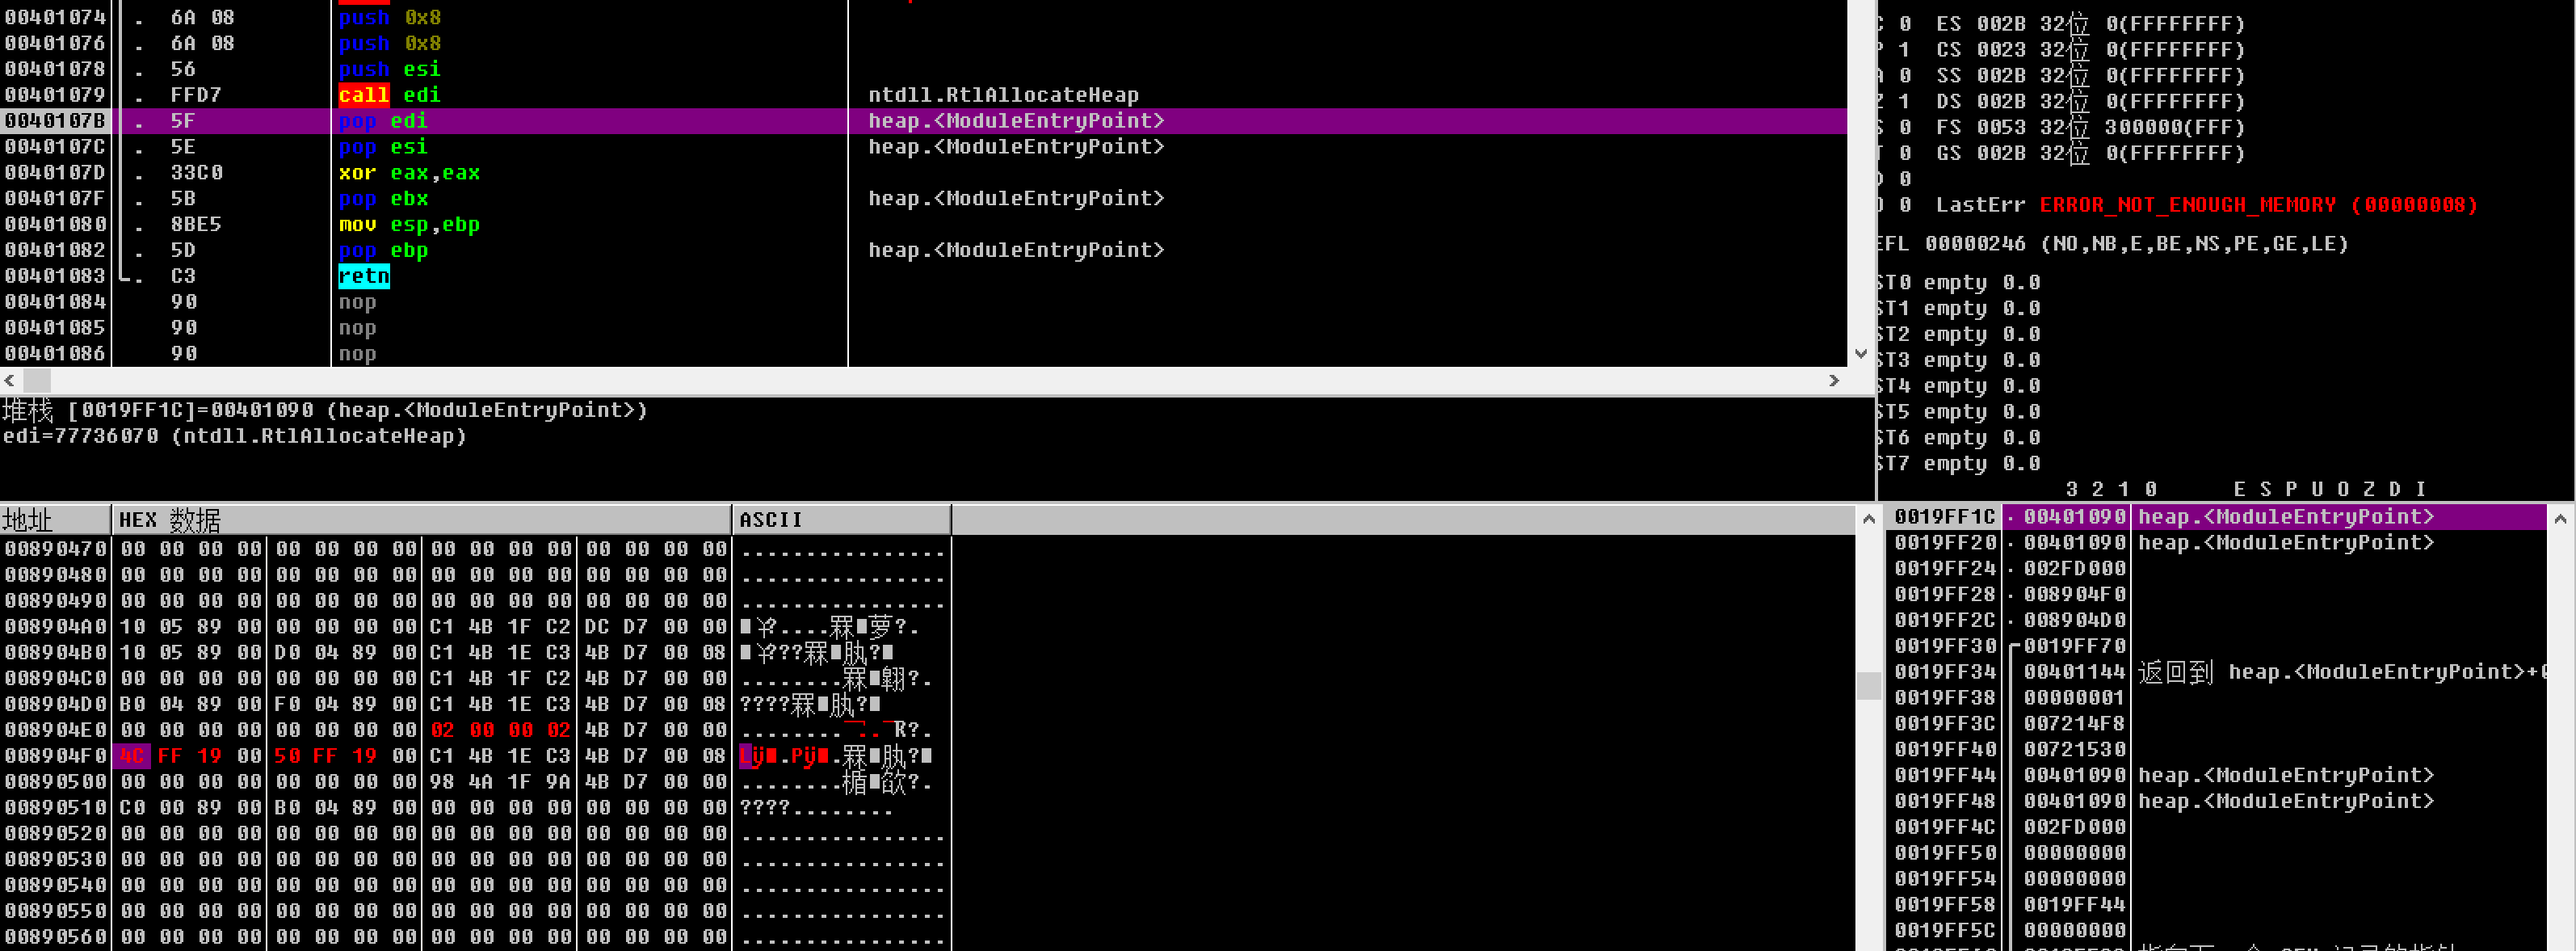 00401074 . 6A 08 push 0x8
00401076 . 6A 08 push 0x8
00401078 . 56 push esi
00401079 . FFD7 call edi ntdll.RtlAllocateHeap
0040107B . 5F pop edi heap.<ModuleEntryPoint>
0040107C . 5E pop esi heap.<ModuleEntryPoint>
0040107D . 33C0 xor eax,eax
0040107F . 5B pop ebx heap.<ModuleEntryPoint>
00401080 . 8BE5 mov esp,ebp
00401082 . 5D pop ebp heap.<ModuleEntryPoint>
00401083 . C3 retn
00401084 90 nop
00401085 90 nop
00401086 90 nop
堆栈 [0019FF1C]=00401090 (heap.<ModuleEntryPoint>)
edi=77736070 (ntdll.RtlAllocateHeap)
C 0 ES 002B 32位 0(FFFFFFFF)
P 1 CS 0023 32位 0(FFFFFFFF)
A 0 SS 002B 32位 0(FFFFFFFF)
Z 1 DS 002B 32位 0(FFFFFFFF)
S 0 FS 0053 32位 300000(FFF)
T 0 GS 002B 32位 0(FFFFFFFF)
D 0
O 0 LastErr ERROR_NOT_ENOUGH_MEMORY (00000008)
EFL 00000246 (NO,NB,E,BE,NS,PE,GE,LE)
ST0 empty 0.0
ST1 empty 0.0
ST2 empty 0.0
ST3 empty 0.0
ST4 empty 0.0
ST5 empty 0.0
ST6 empty 0.0
ST7 empty 0.0
3 2 1 0 E S P U O Z D I
地址 HEX 数据 ASCII
00890470 00 00 00 00 00 00 00 00 00 00 00 00 00 00 00 00 ................
00890480 00 00 00 00 00 00 00 00 00 00 00 00 00 00 00 00 ................
00890490 00 00 00 00 00 00 00 00 00 00 00 00 00 00 00 00 ................
008904A0 10 05 89 00 00 00 00 00 C1 4B 1F C2 DC D7 00 00
008904B0 10 05 89 00 D0 04 89 00 C1 4B 1E C3 4B D7 00 08
008904C0 00 00 00 00 00 00 00 00 C1 4B 1F C2 4B D7 00 00
008904D0 B0 04 89 00 F0 04 89 00 C1 4B 1E C3 4B D7 00 08
008904E0 00 00 00 00 00 00 00 00 02 00 00 02 4B D7 00 00
008904F0 4C FF 19 00 50 FF 19 00 C1 4B 1E C3 4B D7 00 08
00890500 00 00 00 00 00 00 00 00 98 4A 1F 9A 4B D7 00 00
00890510 C0 00 89 00 B0 04 89 00 00 00 00 00 00 00 00 00 ????........
00890520 00 00 00 00 00 00 00 00 00 00 00 00 00 00 00 00 ................
00890530 00 00 00 00 00 00 00 00 00 00 00 00 00 00 00 00 ................
00890540 00 00 00 00 00 00 00 00 00 00 00 00 00 00 00 00 ................
00890550 00 00 00 00 00 00 00 00 00 00 00 00 00 00 00 00 ................
00890560 00 00 00 00 00 00 00 00 00 00 00 00 00 00 00 00 ................
0019FF1C 00401090 heap.<ModuleEntryPoint>
0019FF20 00401090 heap.<ModuleEntryPoint>
0019FF24 002FD000
0019FF28 008904F0
0019FF2C 008904D0
0019FF30 0019FF70
0019FF34 00401144 返回到 heap.<ModuleEntryPoint>+
0019FF38 00000001
0019FF3C 007214F8
0019FF40 00721530
0019FF44 00401090 heap.<ModuleEntryPoint>
0019FF48 00401090 heap.<ModuleEntryPoint>
0019FF4C 002FD000
0019FF50 00000000
0019FF54 00000000
0019FF58 0019FF44
0019FF5C 00000000